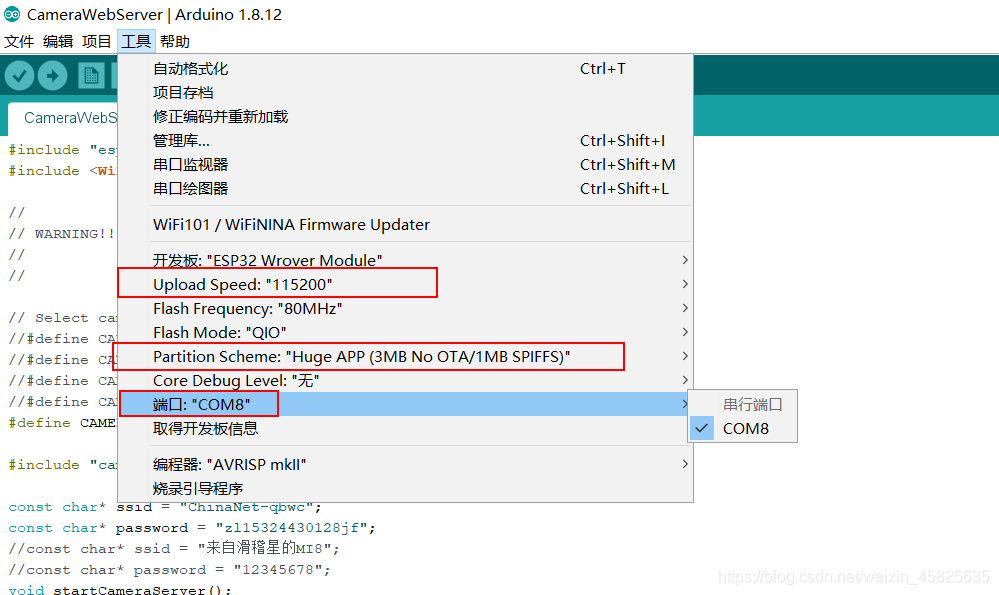 CameraWebServer | Arduino 1.8.12
文件 编辑 项目 工具 帮助
自动格式化 Ctrl+T
项目存档
修正编码并重新加载
管理库... Ctrl+Shift+I
串口监视器 Ctrl+Shift+M
串口绘图器 Ctrl+Shift+L
WiFi101 / WiFiNINA Firmware Updater
开发板: "ESP32 Wrover Module"
Upload Speed: "115200"
Flash Frequency: "80MHz"
Flash Mode: "QIO"
Partition Scheme: "Huge APP (3MB No OTA/1MB SPIFFS)"
Core Debug Level: "无"
端口: "COM8"
取得开发板信息
编程器: "AVRISP mkII"
烧录引导程序
串行端口
COM8
CameraWebS
#include "esp
#include <Wi
//
// WARNING!!
//
//
// Select ca
//#define CA
//#define CA
//#define CA
//#define CA
#define CAME
#include "ca
const char* ssid = "ChinaNet-qbwc";
const char* password = "zl15324430128jf";
//const char* ssid = "来自滑稽星的MI8";
//const char* password = "12345678";
void startCameraServer();
https://blog.csdn.net/weixin_45825635